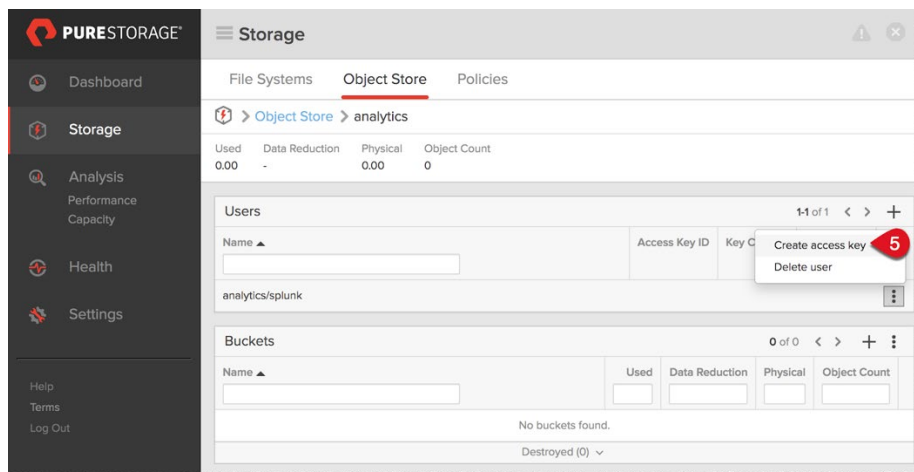 PURESTORAGE®
Dashboard
Storage
Analysis
Performance
Capacity
Health
Settings
Help
Terms
Log Out
Storage
File Systems Object Store Policies
> Object Store > analytics
Used Data Reduction Physical Object Count
0.00 - 0.00 0
Users 1-1 of 1 < > +
Name ▲ Access Key ID Key C
Create access key 5
Delete user
analytics/splunk
Buckets 0 of 0 < > +
Name ▲ Used Data Reduction Physical Object Count
No buckets found.
Destroyed (0)